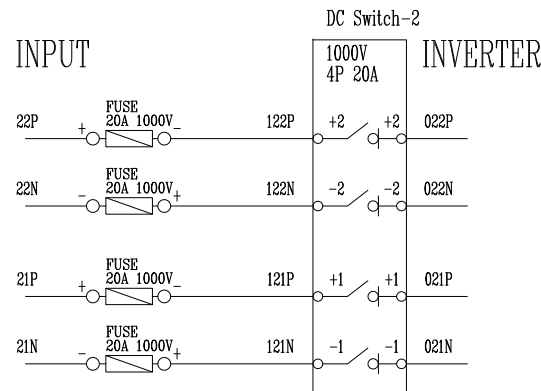 DC Switch-2
INPUT
1000V
4P 20A
INVERTER
22P + FUSE 20A 1000V - 122P +2 +2 022P
22N - FUSE 20A 1000V + 122N -2 -2 022N
21P + FUSE 20A 1000V - 121P +1 +1 021P
21N - FUSE 20A 1000V + 121N -1 -1 021N